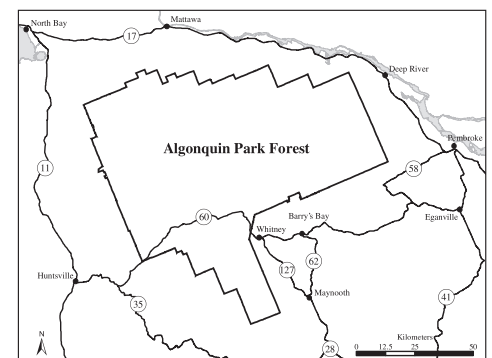 North Bay
Mattawa
17
Deep River
Pembroke
Algonquin Park Forest
11
58
60
Barry's Bay
Whitney
Eganville
62
127
Huntsville
Maynooth
35
41
N
28
Kilometers
0 12.5 25 50